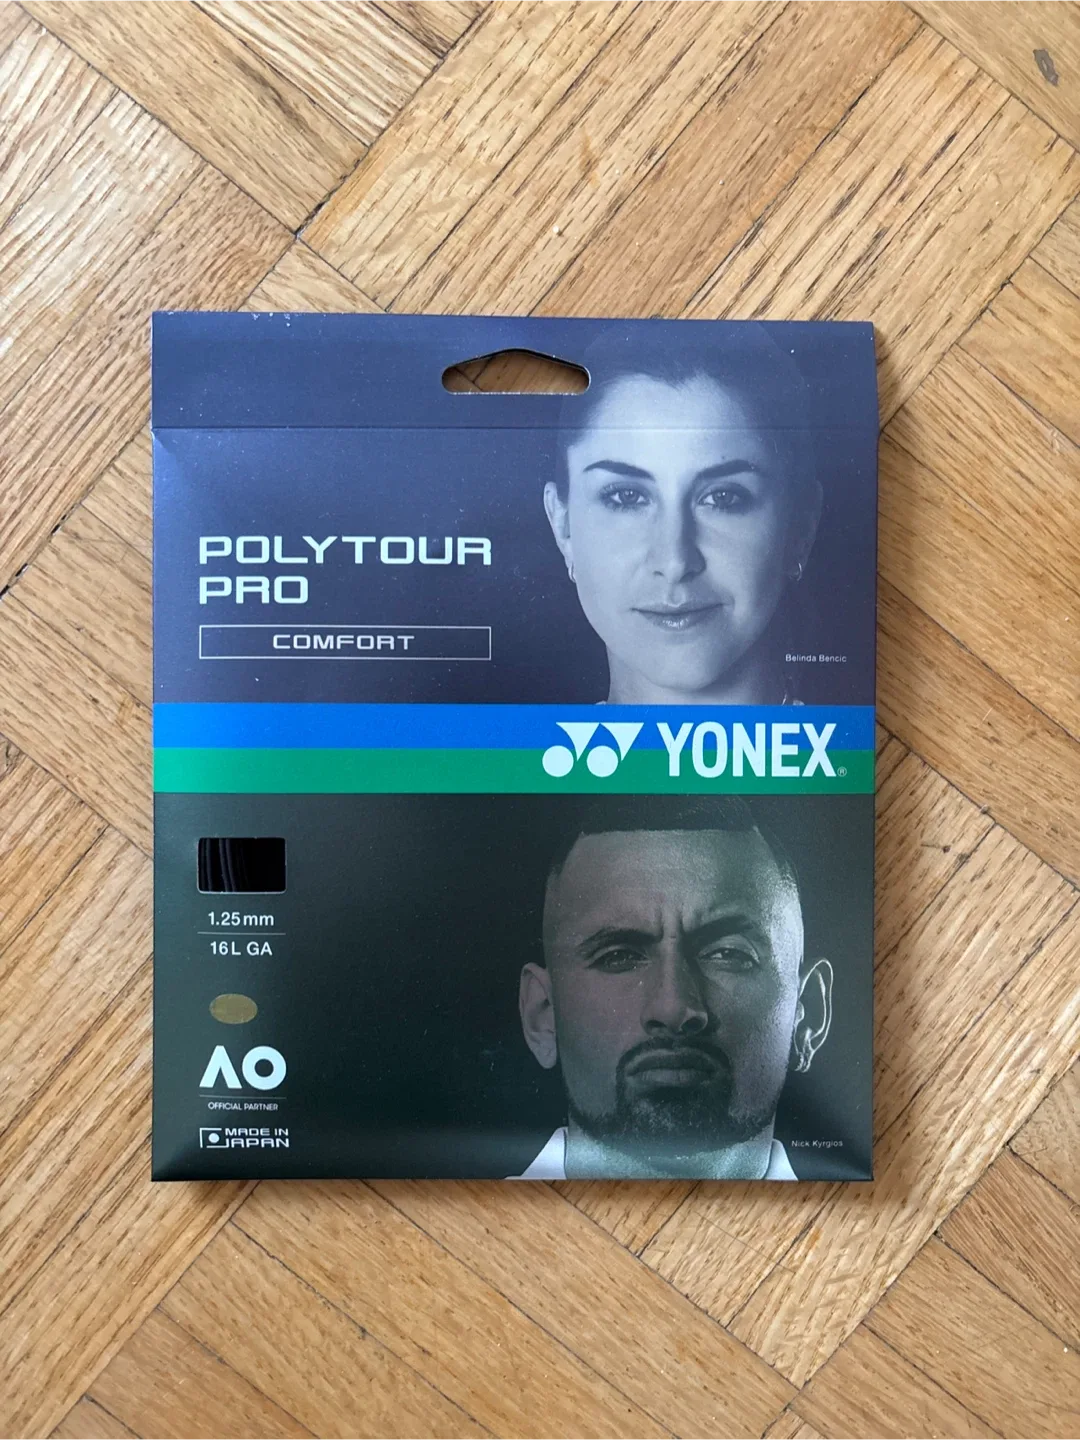 POLYTOUR
PRO
COMFORT
Belinda Bencic
YONEX®
1.25mm
16L GA
AO
OFFICIAL PARTNER
MADE IN
JAPAN
Nick Kyrgios